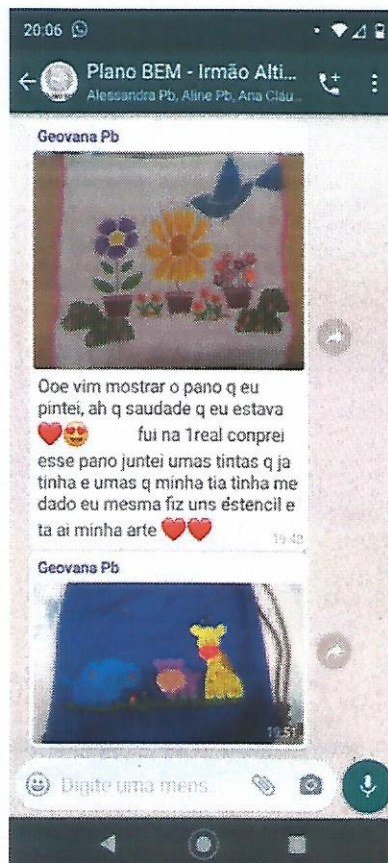 20:06
Plano BEM - Irmão Alti...
Alessandra Pb, Aline Pb, Ana Clau...
Geovana Pb
Ooe vim mostrar o pano q eu
pintei, ah q saudade q eu estava
❤️😍 fui na 1real conprei
esse pano juntei umas tintas q ja
tinha e umas q minha tia tinha me
dado eu mesma fiz uns éstencil e
ta ai minha arte ❤️❤️
19:48
Geovana Pb
19:51
Digite uma mens...